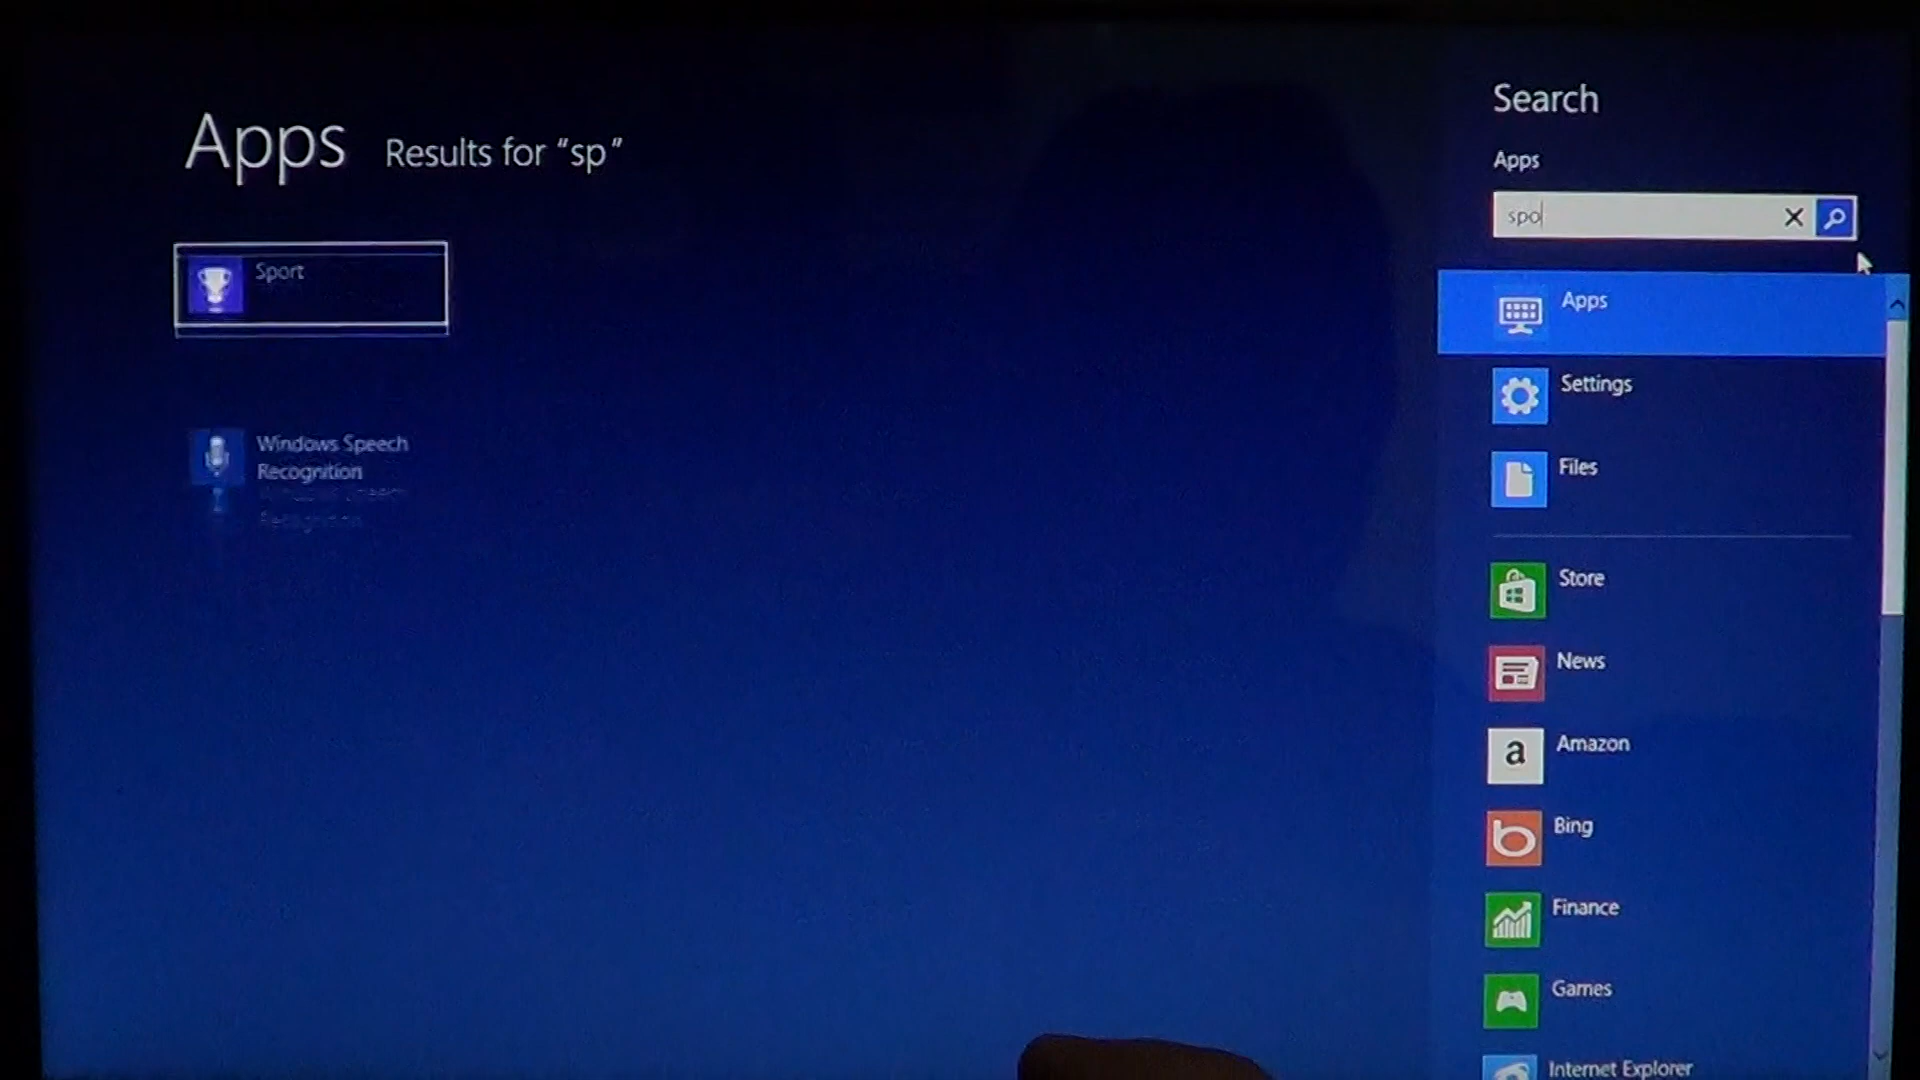 Apps
Results for “sp”
Sport
Windows Speech
Recognition
Search
Apps
spo
Apps
Settings
Files
Store
News
a
Amazon
b
Bing
Finance
Games
Internet Explorer